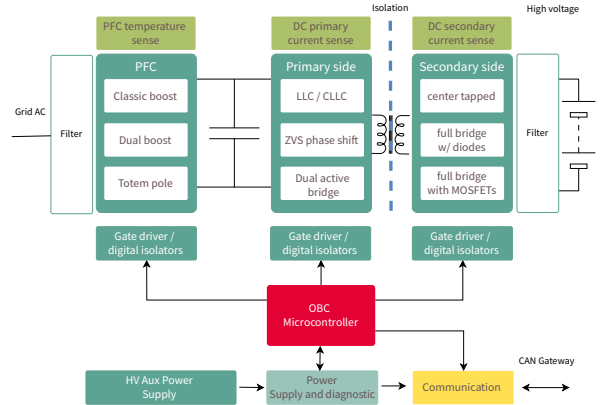 Isolation
High voltage
PFC temperature
sense
DC primary
current sense
DC secondary
current sense
PFC
Primary side
Secondary side
Grid AC
Filter
Classic boost
Dual boost
Totem pole
LLC / CLLC
ZVS phase shift
Dual active
bridge
center tapped
full bridge
w/ diodes
full bridge
with MOSFETs
Filter
Gate driver /
digital isolators
Gate driver /
digital isolators
Gate driver /
digital isolators
OBC
Microcontroller
HV Aux Power
Supply
Power
Supply and diagnostic
Communication
CAN Gateway